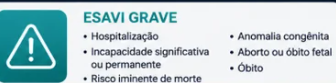 ESAVI GRAVE
• Hospitalização
• Incapacidade significativa
ou permanente
• Risco iminente de morte
• Anomalia congênita
• Aborto ou óbito fetal
• Óbito